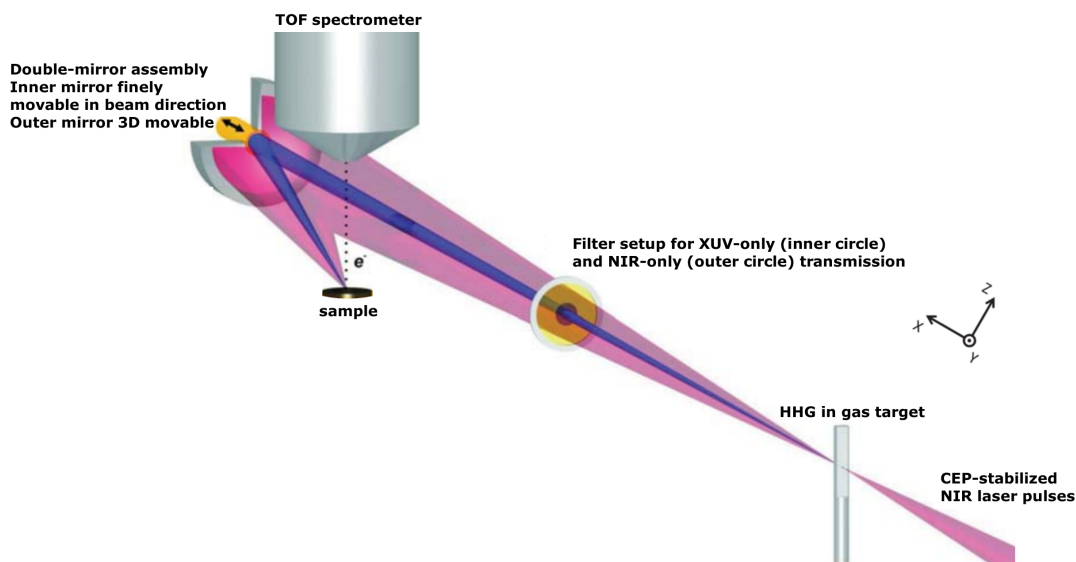 TOF spectrometer
Double-mirror assembly
Inner mirror finely
movable in beam direction
Outer mirror 3D movable
e-
sample
Filter setup for XUV-only (inner circle)
and NIR-only (outer circle) transmission
Z
X
Y
HHG in gas target
CEP-stabilized
NIR laser pulses